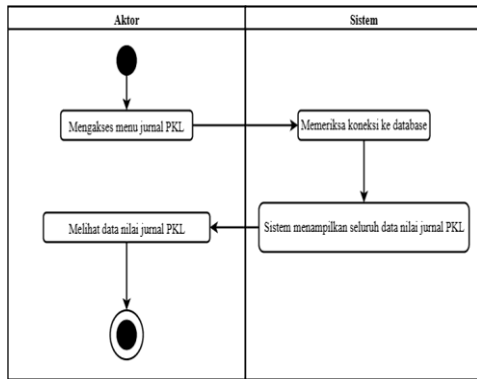 Aktor
Sistem
Mengakses menu jurnal PKL
Memeriksa koneksi ke database
Sistem menampilkan seluruh data nilai jurnal PKL
Melihat data nilai jurnal PKL